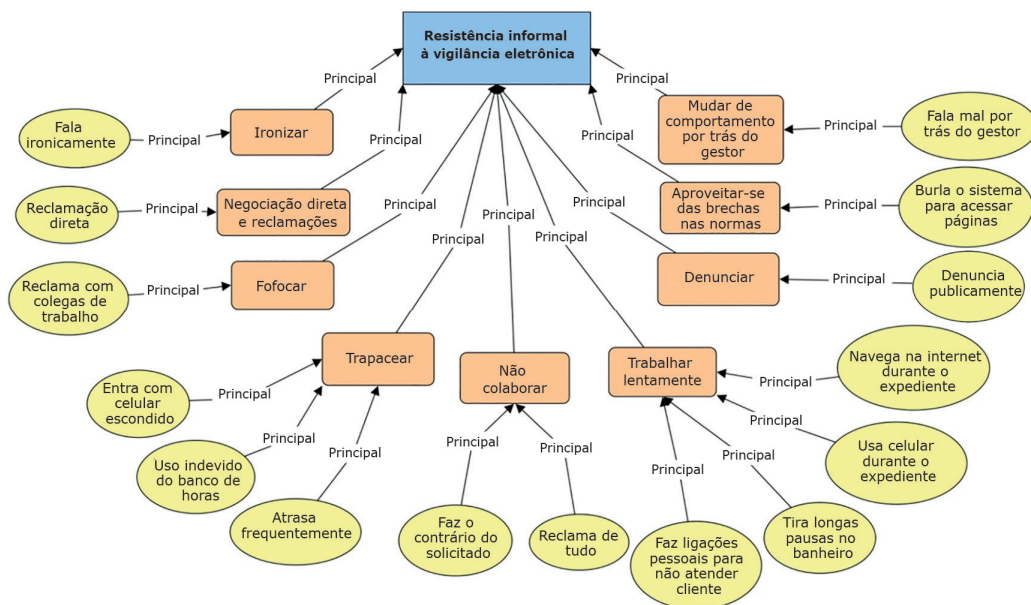 Resistência informal
à vigilância eletrônica
Principal
Principal
Principal
Principal
Principal
Principal
Principal
Principal
Principal
Fala
ironicamente
Principal
Ironizar
Reclamação
direta
Principal
Negociação direta
e reclamações
Reclama com
colegas de
trabalho
Principal
Fofocar
Mudar de
comportamento
por trás do
gestor
Principal
Fala mal por
trás do gestor
Aproveitar-se
das brechas
nas normas
Principal
Burla o sistema
para acessar
páginas
Denunciar
Principal
Denuncia
publicamente
Trapacear
Principal
Entra com
celular
escondido
Principal
Uso indevido
do banco de
horas
Principal
Atrasa
frequentemente
Não
colaborar
Principal
Faz o
contrário do
solicitado
Principal
Reclama de
tudo
Trabalhar
lentamente
Principal
Navega na internet
durante o
expediente
Principal
Usa celular
durante o
expediente
Principal
Tira longas
pausas no
banheiro
Principal
Faz ligações
pessoais para
não atender
cliente